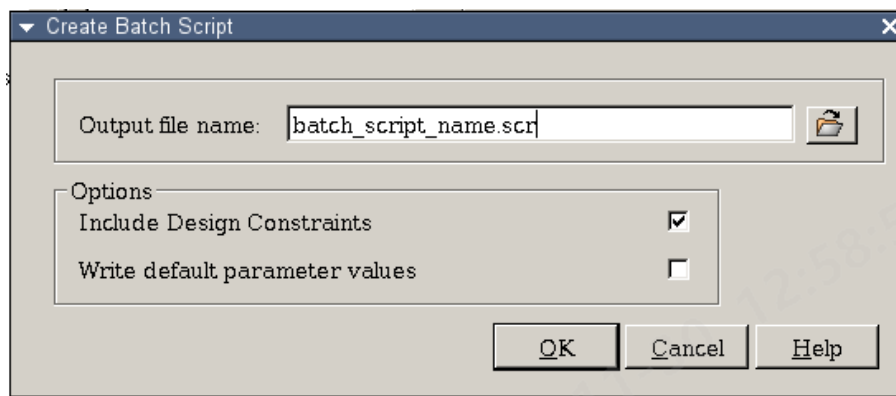 Create Batch Script
Output file name: batch_script_name.scr
Options
Include Design Constraints
Write default parameter values
OK Cancel Help